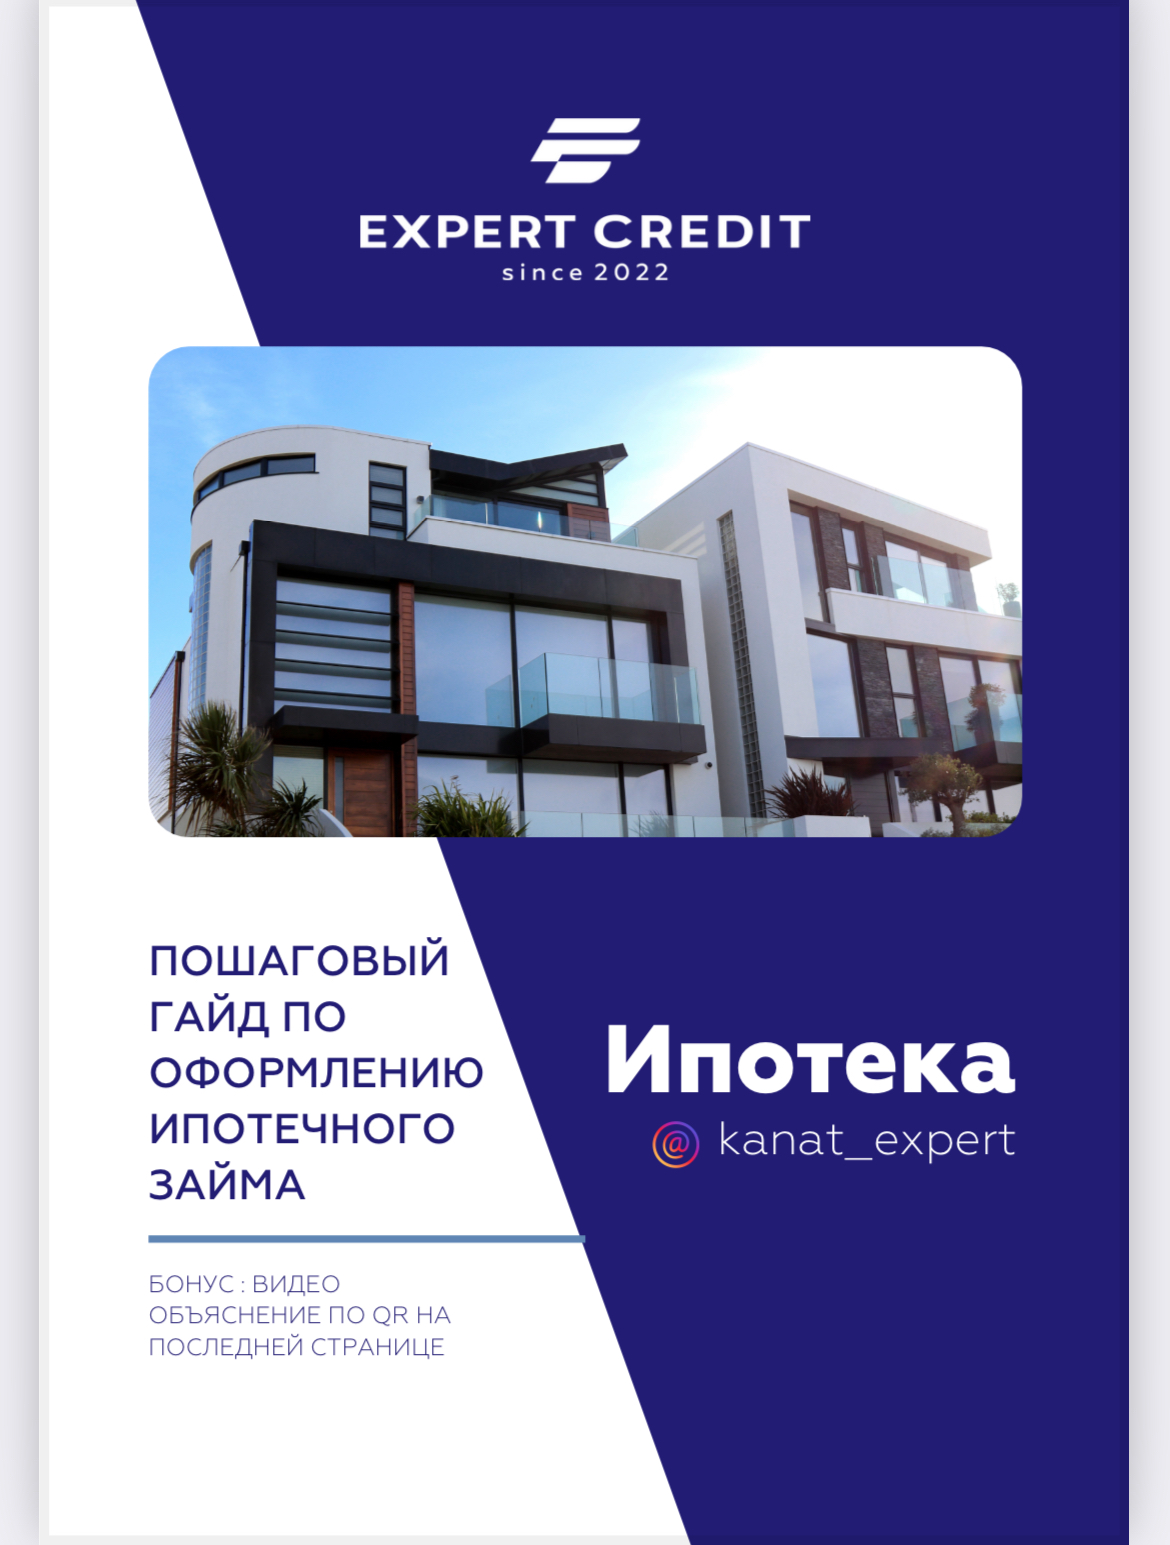 EXPERT CREDIT
since 2022
ПОШАГОВЫЙ
ГАЙД ПО
ОФОРМЛЕНИЮ
ИПОТЕЧНОГО
ЗАЙМА
Ипотека
@ kanat_expert
БОНУС : ВИДЕО
ОБЪЯСНЕНИЕ ПО QR НА
ПОСЛЕДНЕЙ СТРАНИЦЕ